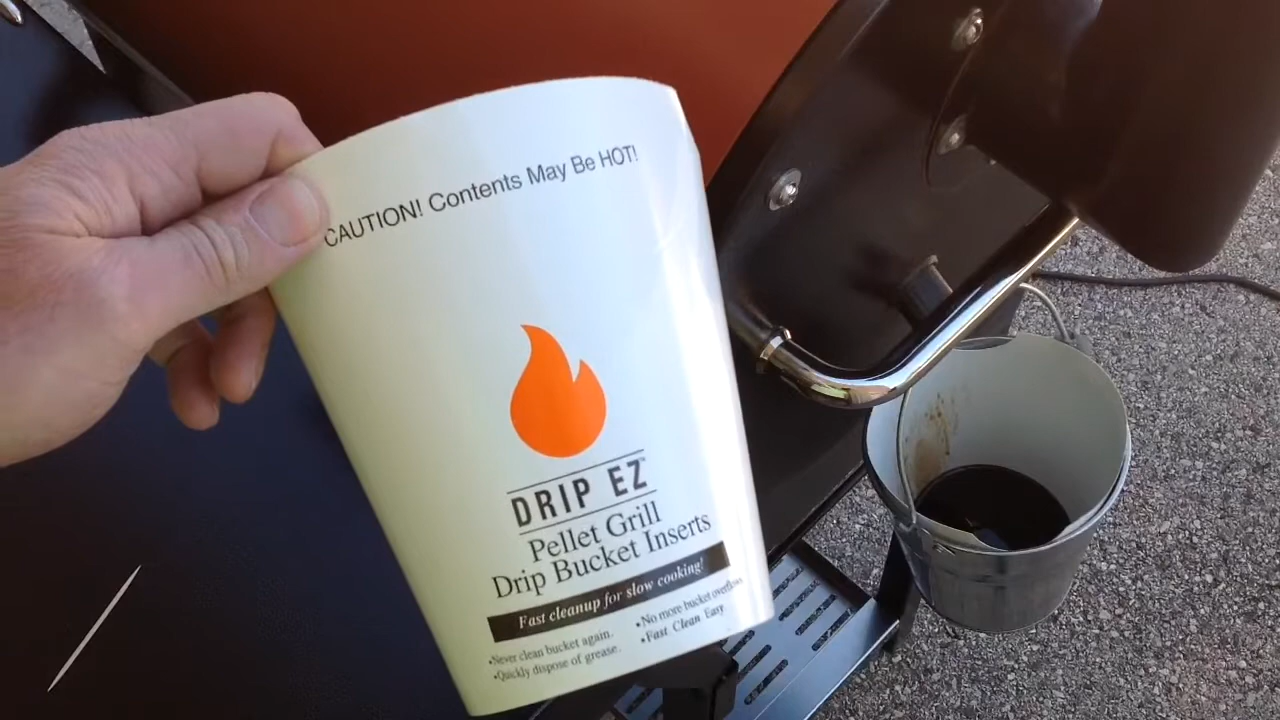 CAUTION! Contents May Be HOT!
DRIP EZ™
Pellet Grill
Drip Bucket Inserts
Fast cleanup for slow cooking!
•Never clean bucket again.
•Quickly dispose of grease.
•No more bucket overflows
•Fast Clean Easy